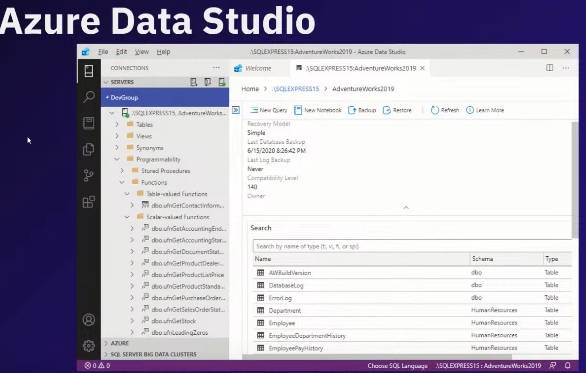 Azure Data Studio
File Edit View Help
.\SQLEXPRESS15:AdventureWorks2019 - Azure Data Studio
CONNECTIONS
Welcome
.\SQLEXPRESS15:AdventureWorks2019
SERVERS
Home > .\SQLEXPRESS15 > AdventureWorks2019
DevGroup
.\SQLEXPRESS15, AdventureWorks...
New Query New Notebook Backup Restore Refresh Learn More
Tables
Views
Synonyms
Programmability
Stored Procedures
Functions
Table-valued Functions
dbo.ufnGetContactInform...
Scalar-valued Functions
dbo.ufnGetAccountingEnd...
dbo.ufnGetAccountingStar...
dbo.ufnGetDocumentStat...
dbo.ufnGetProductDealer...
dbo.ufnGetProductListPrice
dbo.ufnGetProductStanda...
dbo.ufnGetPurchaseOrder...
dbo.ufnGetSalesOrderStat...
dbo.ufnGetStock
dbo.ufnLeadingZeros
AZURE
SQL SERVER BIG DATA CLUSTERS
Recovery Model
Simple
Last Database Backup
6/15/2020 8:26:42 PM
Last Log Backup
Never
Compatibility Level
140
Owner
Search
Search by name of type (t, vi, f:, or sp:)
Name Schema Type
AWBuildVersion dbo Table
DatabaseLog dbo Table
ErrorLog dbo Table
Department HumanResources Table
Employee HumanResources Table
EmployeeDepartmentHistory HumanResources Table
EmployeePayHistory HumanResources Table
0 0 Choose SQL Language .\SQLEXPRESS15 : AdventureWorks2019